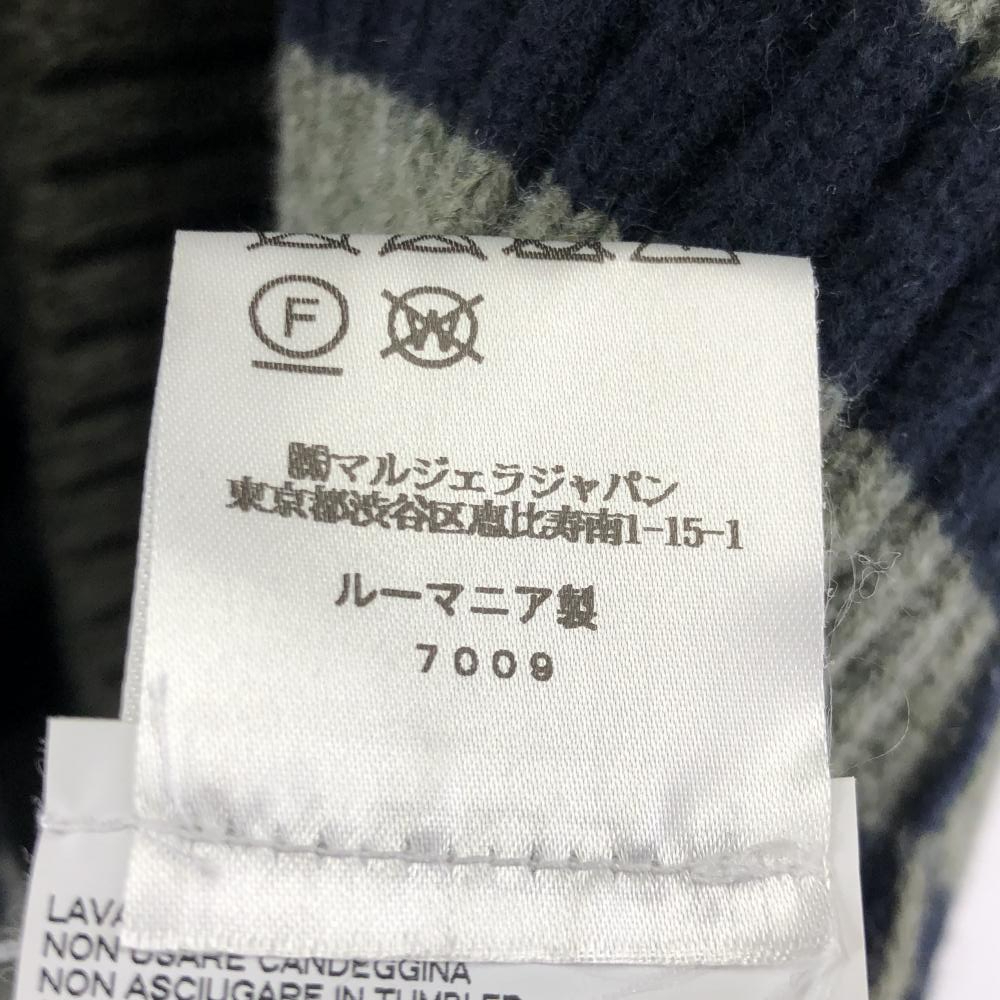 F
W
㈱マルジェラジャパン
東京都渋谷区恵比寿南1-15-1
ルーマニア製
7009
LAVA
NON USARE CANDEGGINA
NON ASCIUGARE IN TUMBLER